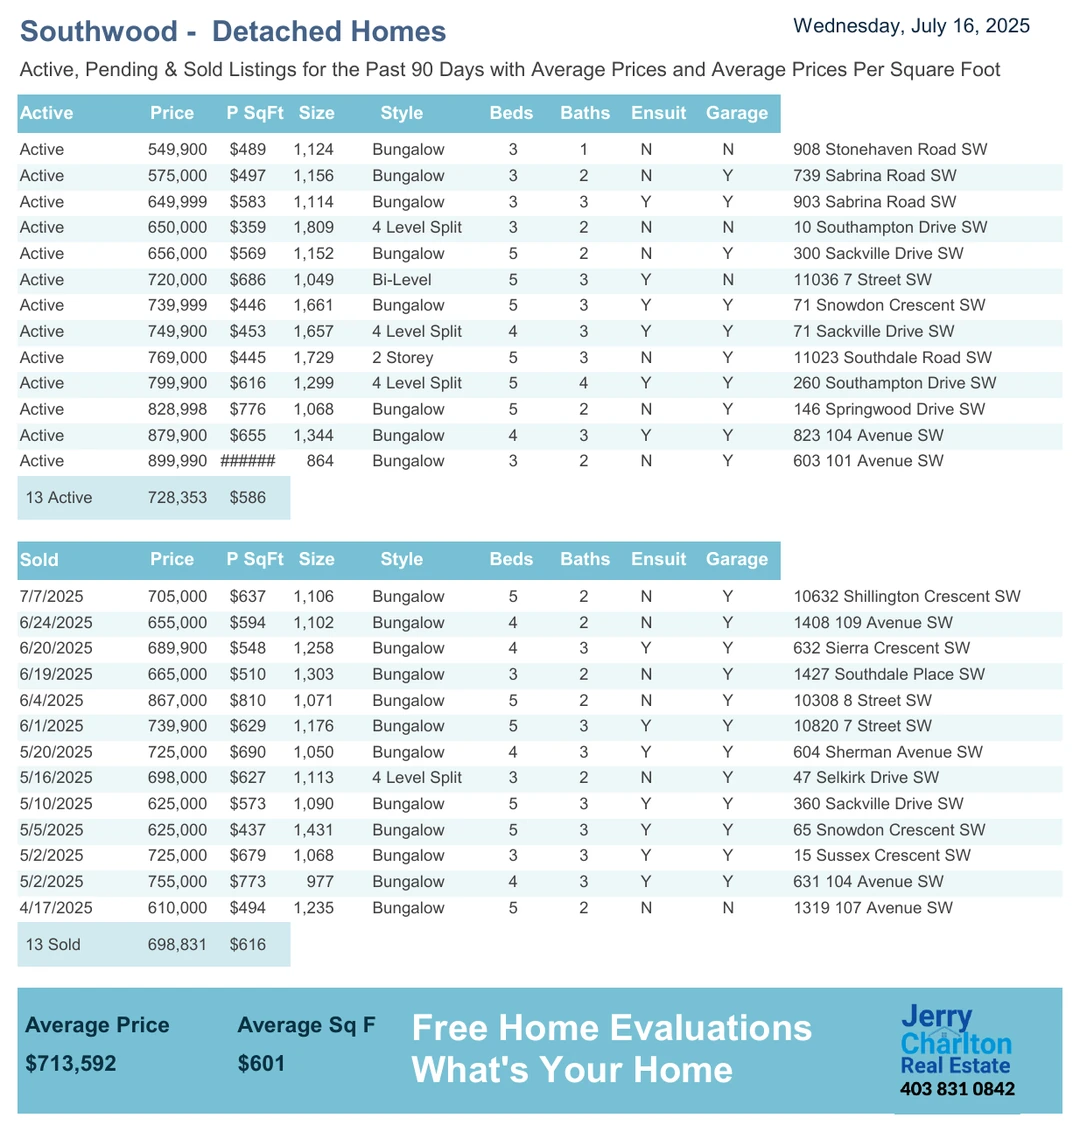 Southwood - Detached Homes
Wednesday, July 16, 2025
Active, Pending & Sold Listings for the Past 90 Days with Average Prices and Average Prices Per Square Foot
Active Price P SqFt Size Style Beds Baths Ensuit Garage
Active 549,900 $489 1,124 Bungalow 3 1 N N 908 Stonehaven Road SW
Active 575,000 $497 1,156 Bungalow 3 2 N Y 739 Sabrina Road SW
Active 649,999 $583 1,114 Bungalow 3 3 Y Y 903 Sabrina Road SW
Active 650,000 $359 1,809 4 Level Split 3 2 N N 10 Southampton Drive SW
Active 656,000 $569 1,152 Bungalow 5 2 N Y 300 Sackville Drive SW
Active 720,000 $686 1,049 Bi-Level 5 3 Y N 11036 7 Street SW
Active 739,999 $446 1,661 Bungalow 5 3 Y Y 71 Snowdon Crescent SW
Active 749,900 $453 1,657 4 Level Split 4 3 Y Y 71 Sackville Drive SW
Active 769,000 $445 1,729 2 Storey 5 3 N Y 11023 Southdale Road SW
Active 799,900 $616 1,299 4 Level Split 5 4 Y Y 260 Southampton Drive SW
Active 828,998 $776 1,068 Bungalow 5 2 N Y 146 Springwood Drive SW
Active 879,900 $655 1,344 Bungalow 4 3 Y Y 823 104 Avenue SW
Active 899,990 ###### 864 Bungalow 3 2 N Y 603 101 Avenue SW
13 Active 728,353 $586
Sold Price P SqFt Size Style Beds Baths Ensuit Garage
7/7/2025 705,000 $637 1,106 Bungalow 5 2 N Y 10632 Shillington Crescent SW
6/24/2025 655,000 $594 1,102 Bungalow 4 2 N Y 1408 109 Avenue SW
6/20/2025 689,900 $548 1,258 Bungalow 4 3 Y Y 632 Sierra Crescent SW
6/19/2025 665,000 $510 1,303 Bungalow 3 2 N Y 1427 Southdale Place SW
6/4/2025 867,000 $810 1,071 Bungalow 5 2 N Y 10308 8 Street SW
6/1/2025 739,900 $629 1,176 Bungalow 5 3 Y Y 10820 7 Street SW
5/20/2025 725,000 $690 1,050 Bungalow 4 3 Y Y 604 Sherman Avenue SW
5/16/2025 698,000 $627 1,113 4 Level Split 3 2 N Y 47 Selkirk Drive SW
5/10/2025 625,000 $573 1,090 Bungalow 5 3 Y Y 360 Sackville Drive SW
5/5/2025 625,000 $437 1,431 Bungalow 5 3 Y Y 65 Snowdon Crescent SW
5/2/2025 725,000 $679 1,068 Bungalow 3 3 Y Y 15 Sussex Crescent SW
5/2/2025 755,000 $773 977 Bungalow 4 3 Y Y 631 104 Avenue SW
4/17/2025 610,000 $494 1,235 Bungalow 5 2 N N 1319 107 Avenue SW
13 Sold 698,831 $616
Average Price Average Sq F
$713,592 $601
Free Home Evaluations
What's Your Home
Jerry
Charlton
Real Estate
403 831 0842